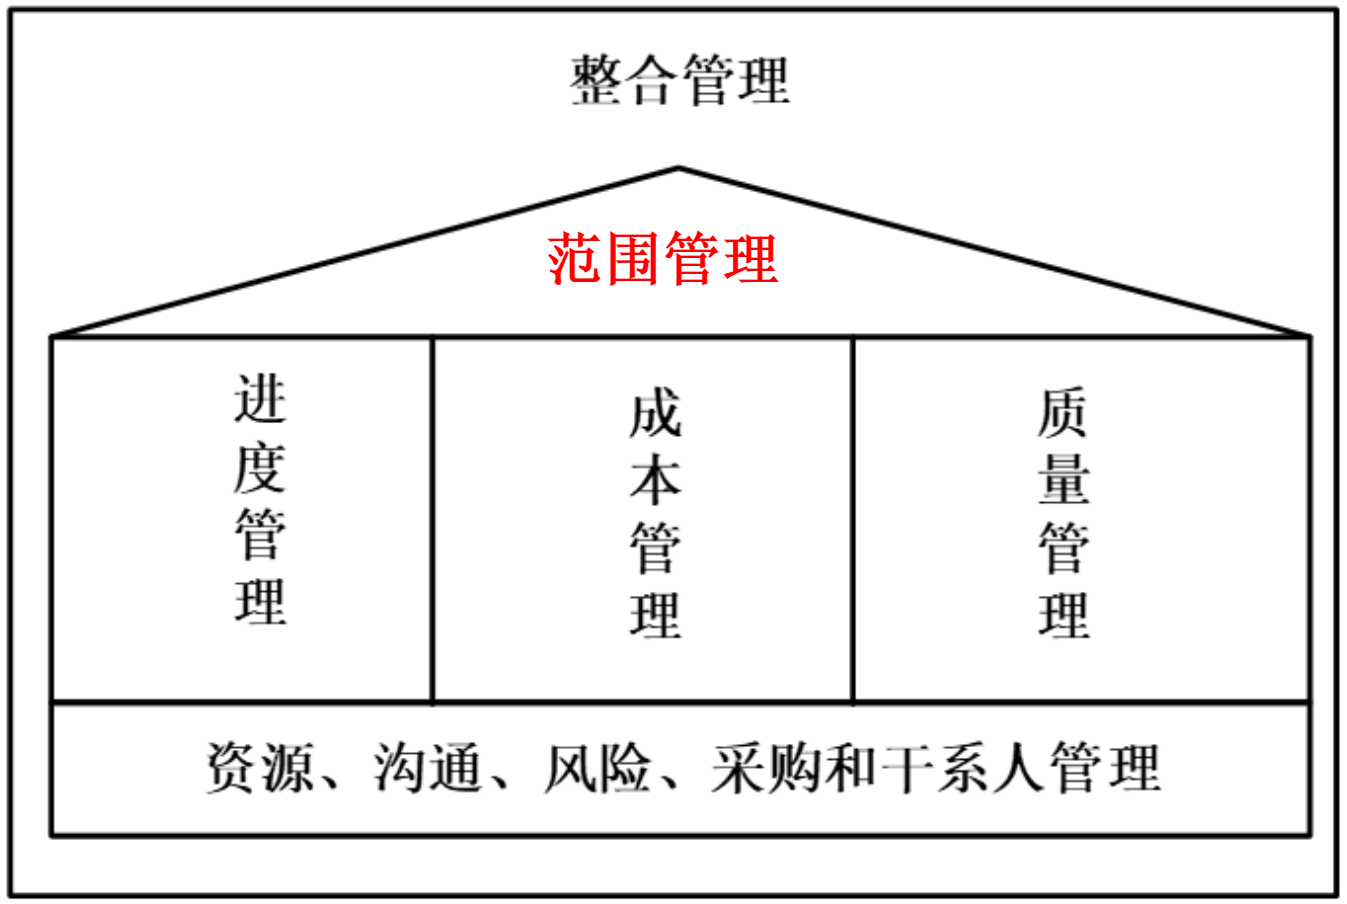 整合管理
范围管理
进度管理
成本管理
质量管理
资源、沟通、风险、采购和干系人管理